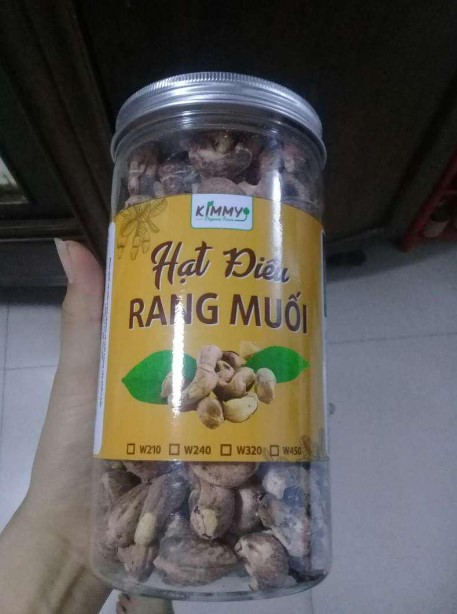 KIMMY
Hạt Điều
RANG MUỐI
W210 W240 W320 W450